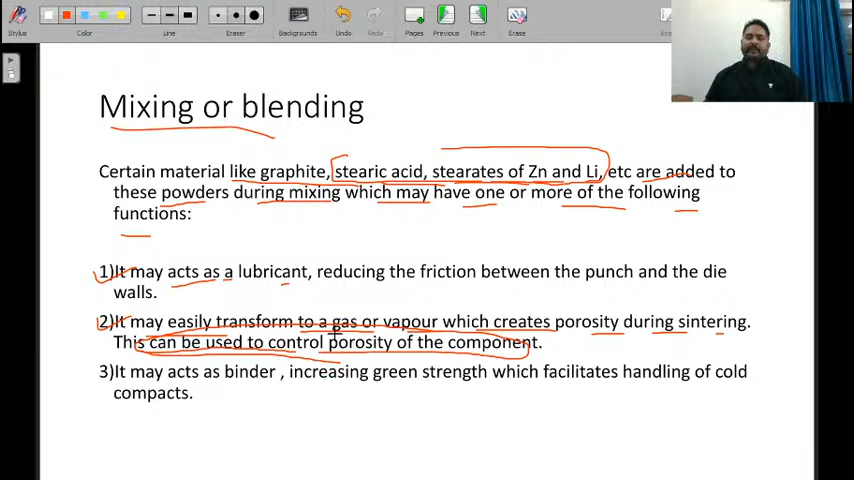 Stylus
Color
Eraser
Backgrounds
Undo
Redo
Pages
Previous
Next
Erase
Mixing or blending
Certain material like graphite, stearic acid, stearates of Zn and Li, etc are added to
these powders during mixing which may have one or more of the following
functions:
1)It may acts as a lubricant, reducing the friction between the punch and the die
walls.
2)It may easily transform to a gas or vapour which creates porosity during sintering.
This can be used to control porosity of the component.
3)It may acts as binder , increasing green strength which facilitates handling of cold
compacts.